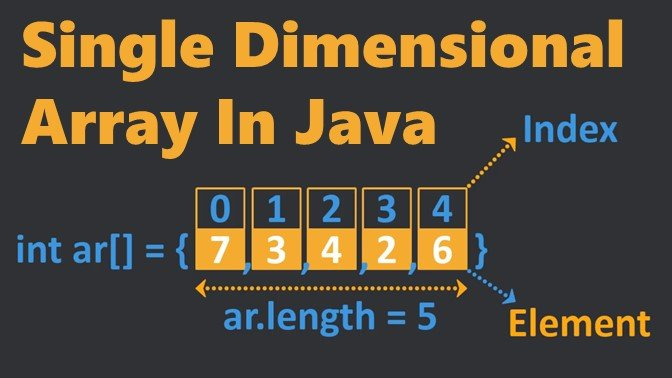 Single Dimensional
Array In Java
Index
0 1 2 3 4
int ar[] = { 7 , 3 , 4 , 2 , 6 }
ar.length = 5
Element